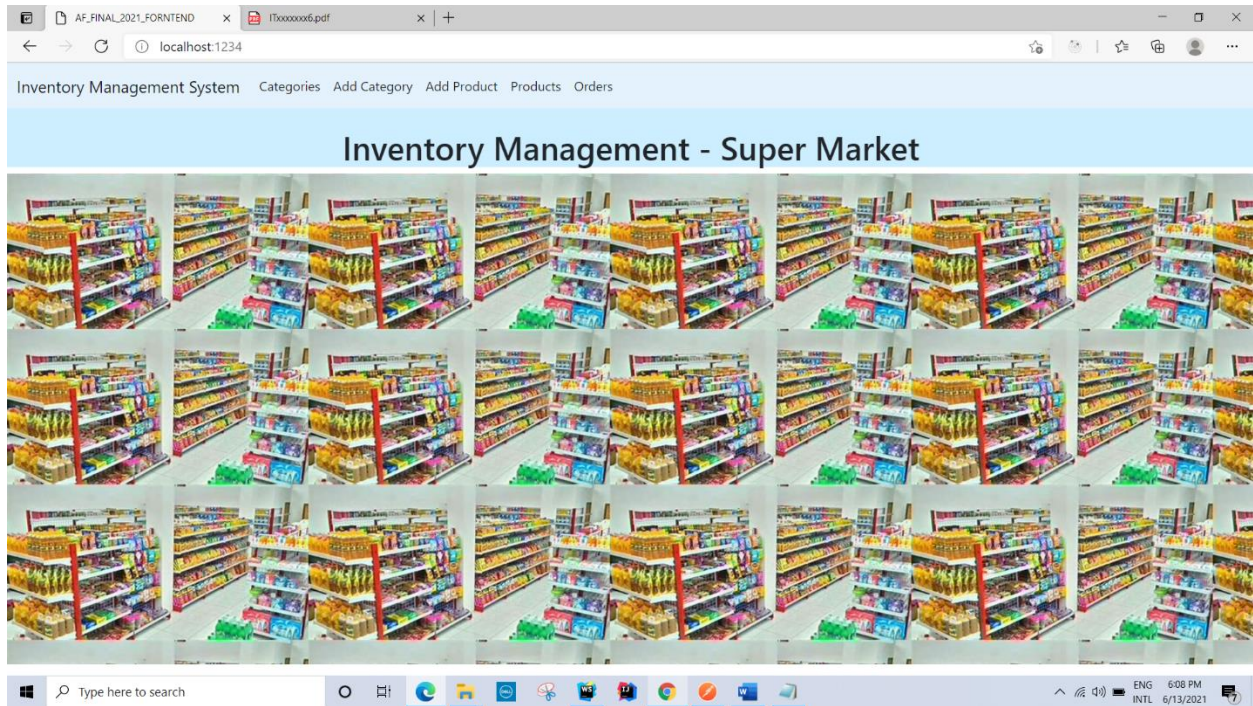 AF_FINAL_2021_FORNTEND
ITxxxxxxx6.pdf
localhost:1234
Inventory Management System Categories Add Category Add Product Products Orders
Inventory Management - Super Market
Type here to search
ENG 6:08 PM
INTL 6/13/2021